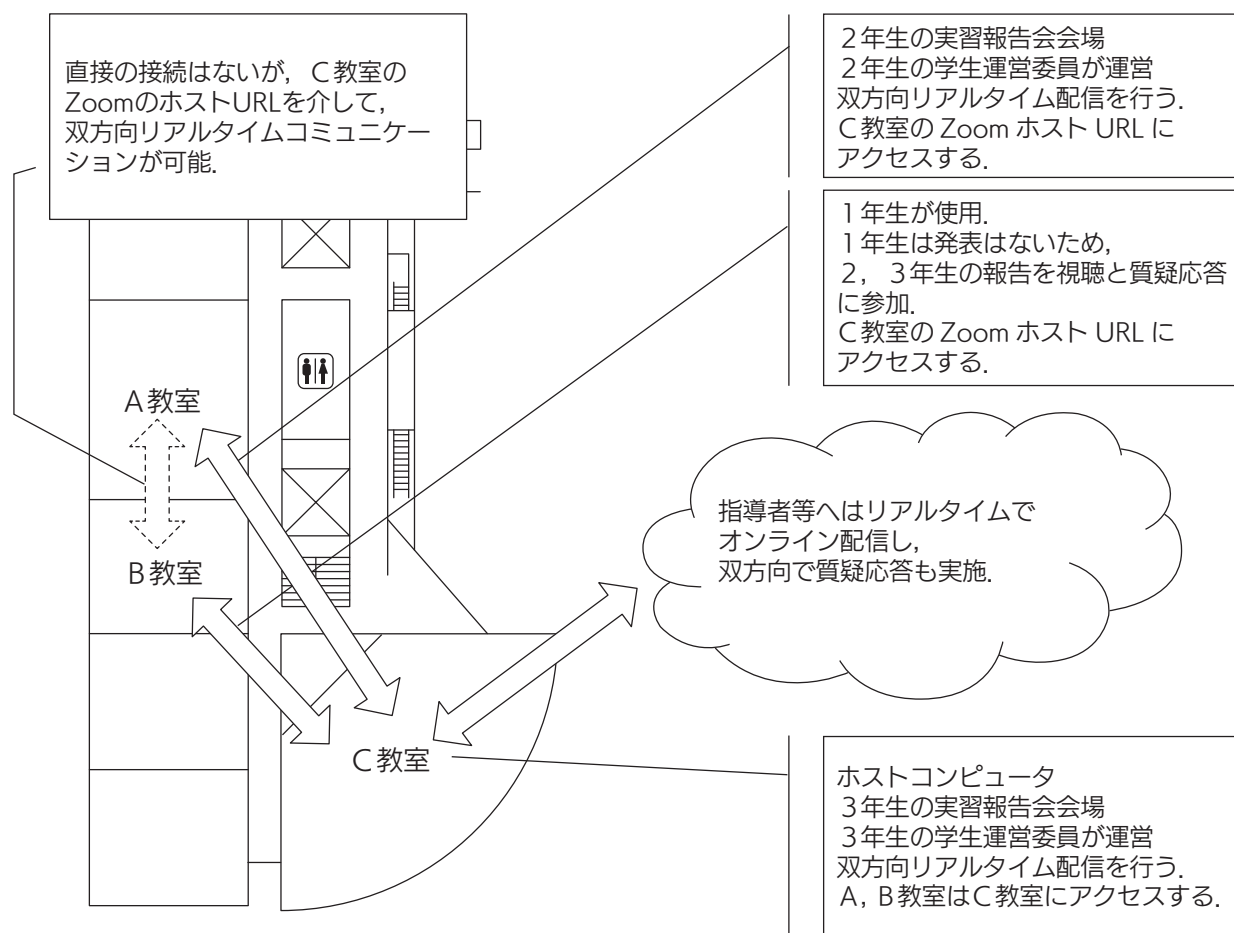 直接の接続はないが，C教室の
ZoomのホストURLを介して，
双方向リアルタイムコミュニケー
ションが可能．
2年生の実習報告会会場
2年生の学生運営委員が運営
双方向リアルタイム配信を行う．
C教室の Zoom ホスト URL に
アクセスする．
1年生が使用．
1年生は発表はないため，
2，3年生の報告を視聴と質疑応答
に参加．
C教室の Zoom ホスト URL に
アクセスする．
A教室
B教室
C教室
指導者等へはリアルタイムで
オンライン配信し，
双方向で質疑応答も実施．
ホストコンピュータ
3年生の実習報告会会場
3年生の学生運営委員が運営
双方向リアルタイム配信を行う．
A，B教室はC教室にアクセスする．